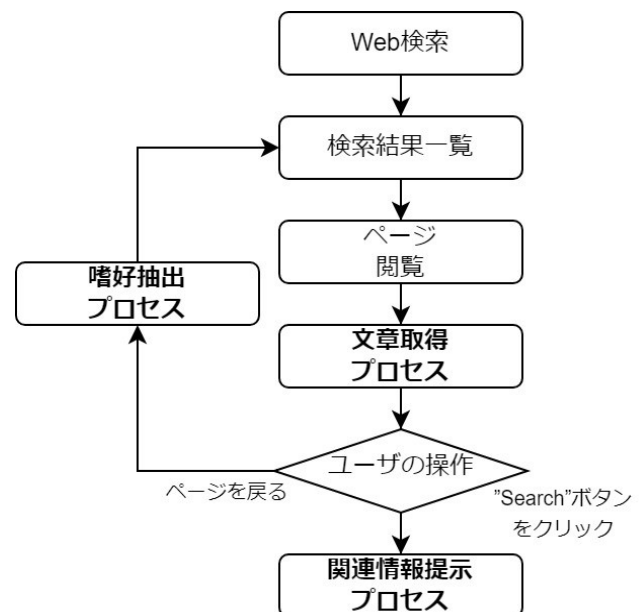 Web検索
検索結果一覧
ページ
閲覧
嗜好抽出
プロセス
文章取得
プロセス
ユーザの操作
ページを戻る
”Search”ボタン
をクリック
関連情報提示
プロセス